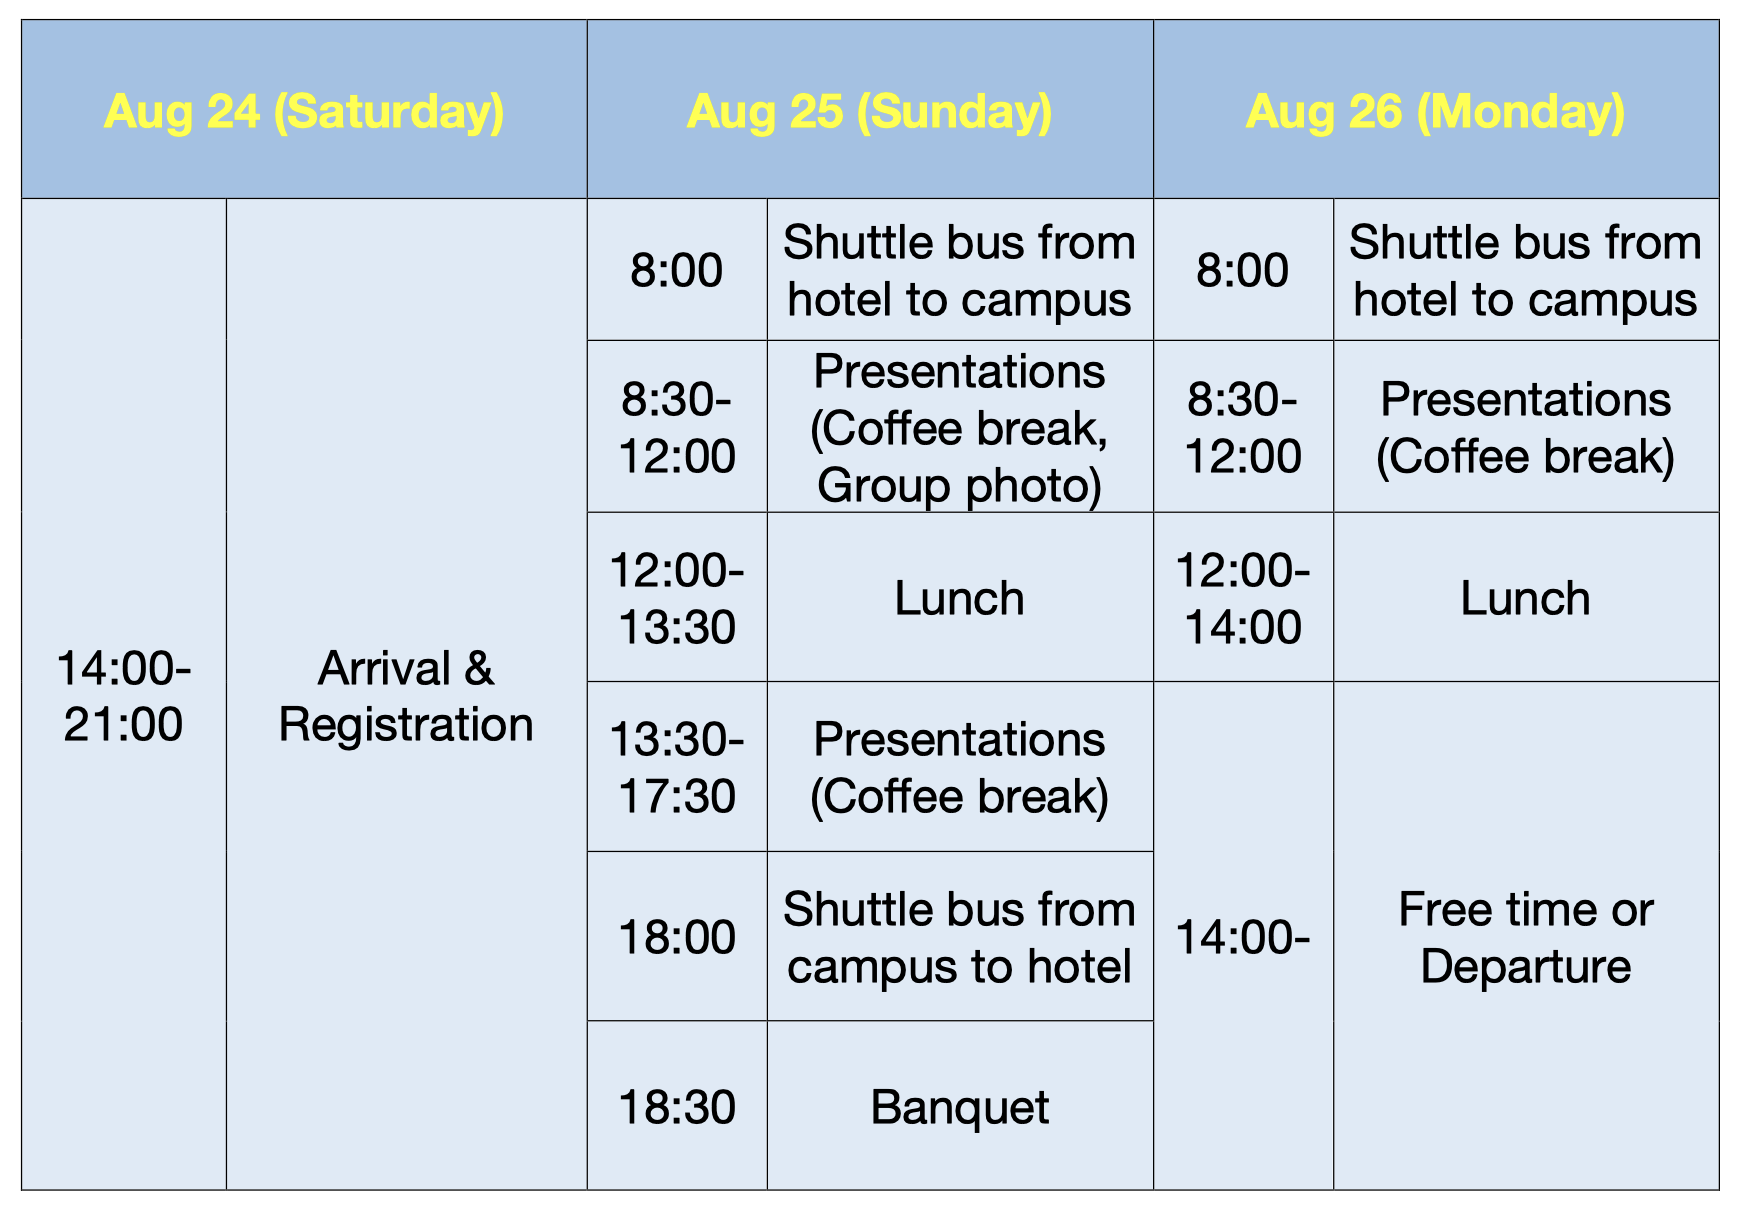 Aug 24 (Saturday)
Aug 25 (Sunday)
Aug 26 (Monday)
14:00-
21:00
Arrival &
Registration
8:00
Shuttle bus from
hotel to campus
8:30-
12:00
Presentations
(Coffee break,
Group photo)
12:00-
13:30
Lunch
13:30-
17:30
Presentations
(Coffee break)
18:00
Shuttle bus from
campus to hotel
18:30
Banquet
8:00
Shuttle bus from
hotel to campus
8:30-
12:00
Presentations
(Coffee break)
12:00-
14:00
Lunch
14:00-
Free time or
Departure